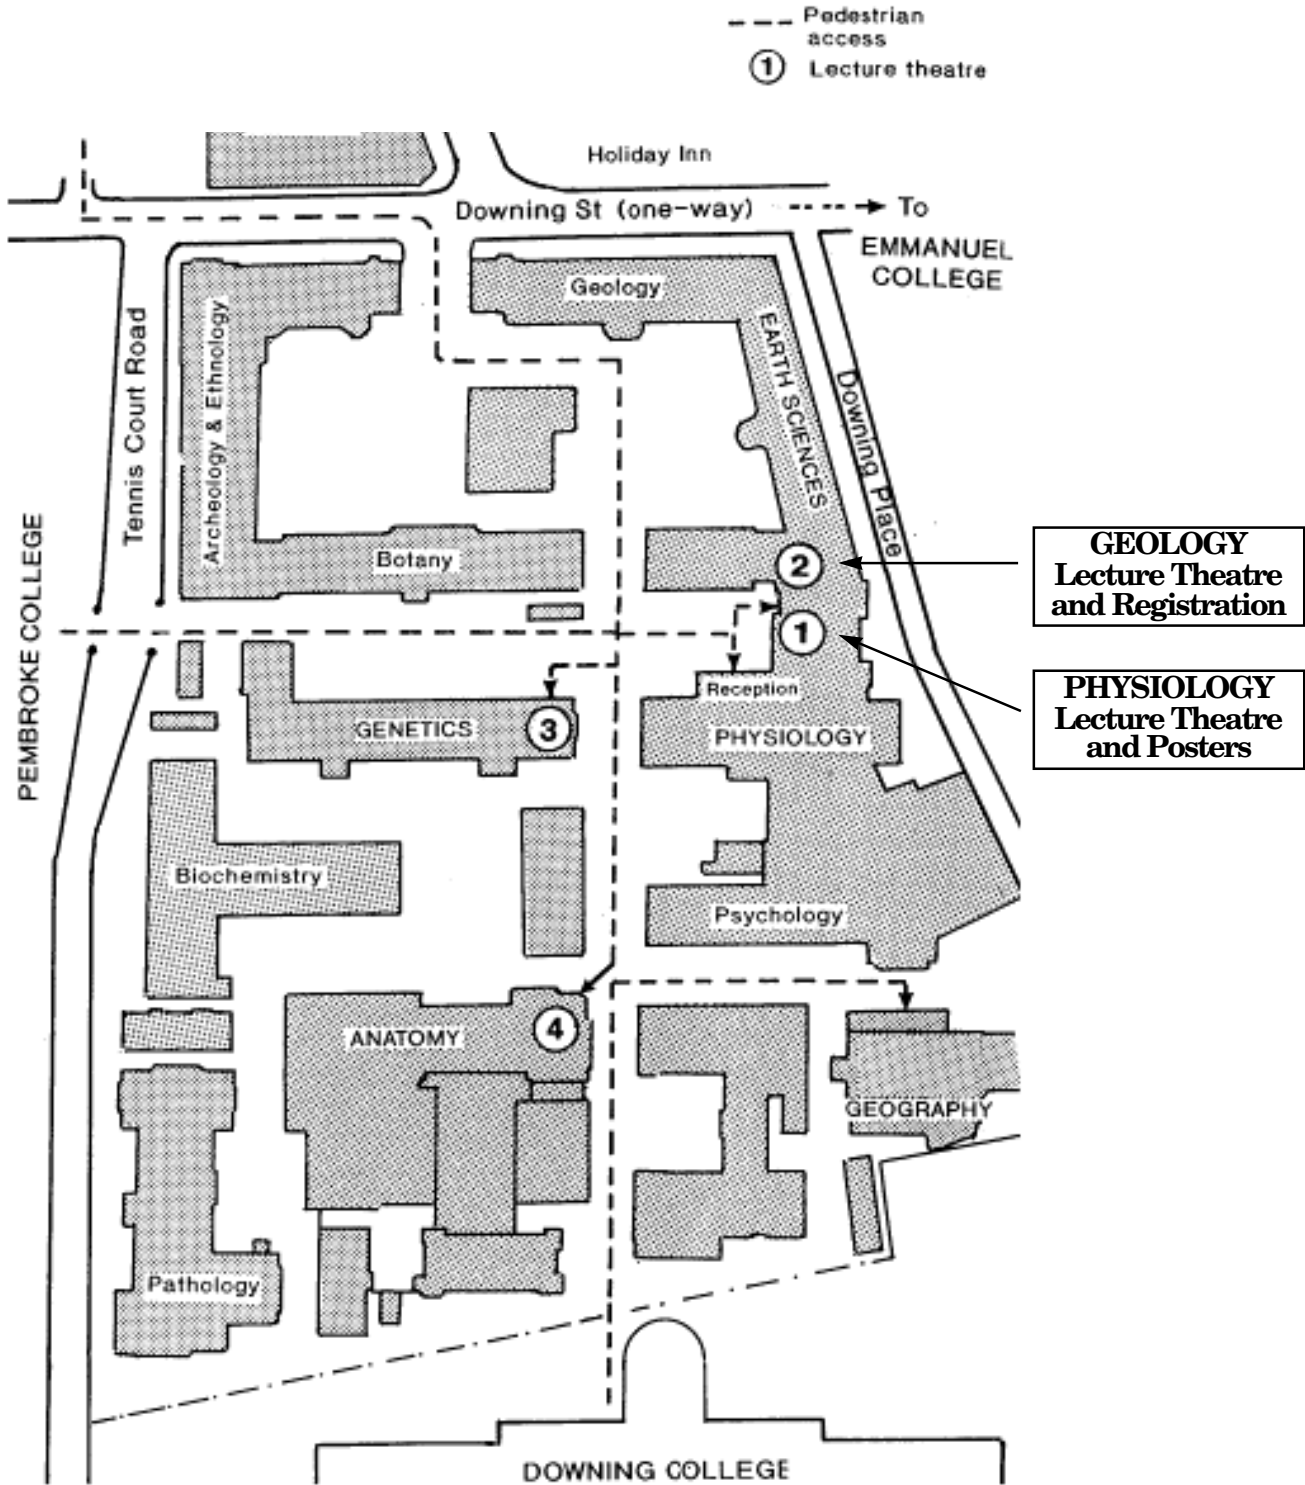 Pedestrian
access
1 Lecture theatre
Holiday Inn
Downing St (one-way)
To
EMMANUEL
COLLEGE
Geology
EARTH SCIENCES
Downing Place
Tennis Court Road
Archeology & Ethnology
Botany
PEMBROKE COLLEGE
2
GEOLOGY
Lecture Theatre
and Registration
1
Reception
PHYSIOLOGY
Lecture Theatre
and Posters
GENETICS
3
PHYSIOLOGY
Biochemistry
Psychology
ANATOMY
4
GEOGRAPHY
Pathology
DOWNING COLLEGE